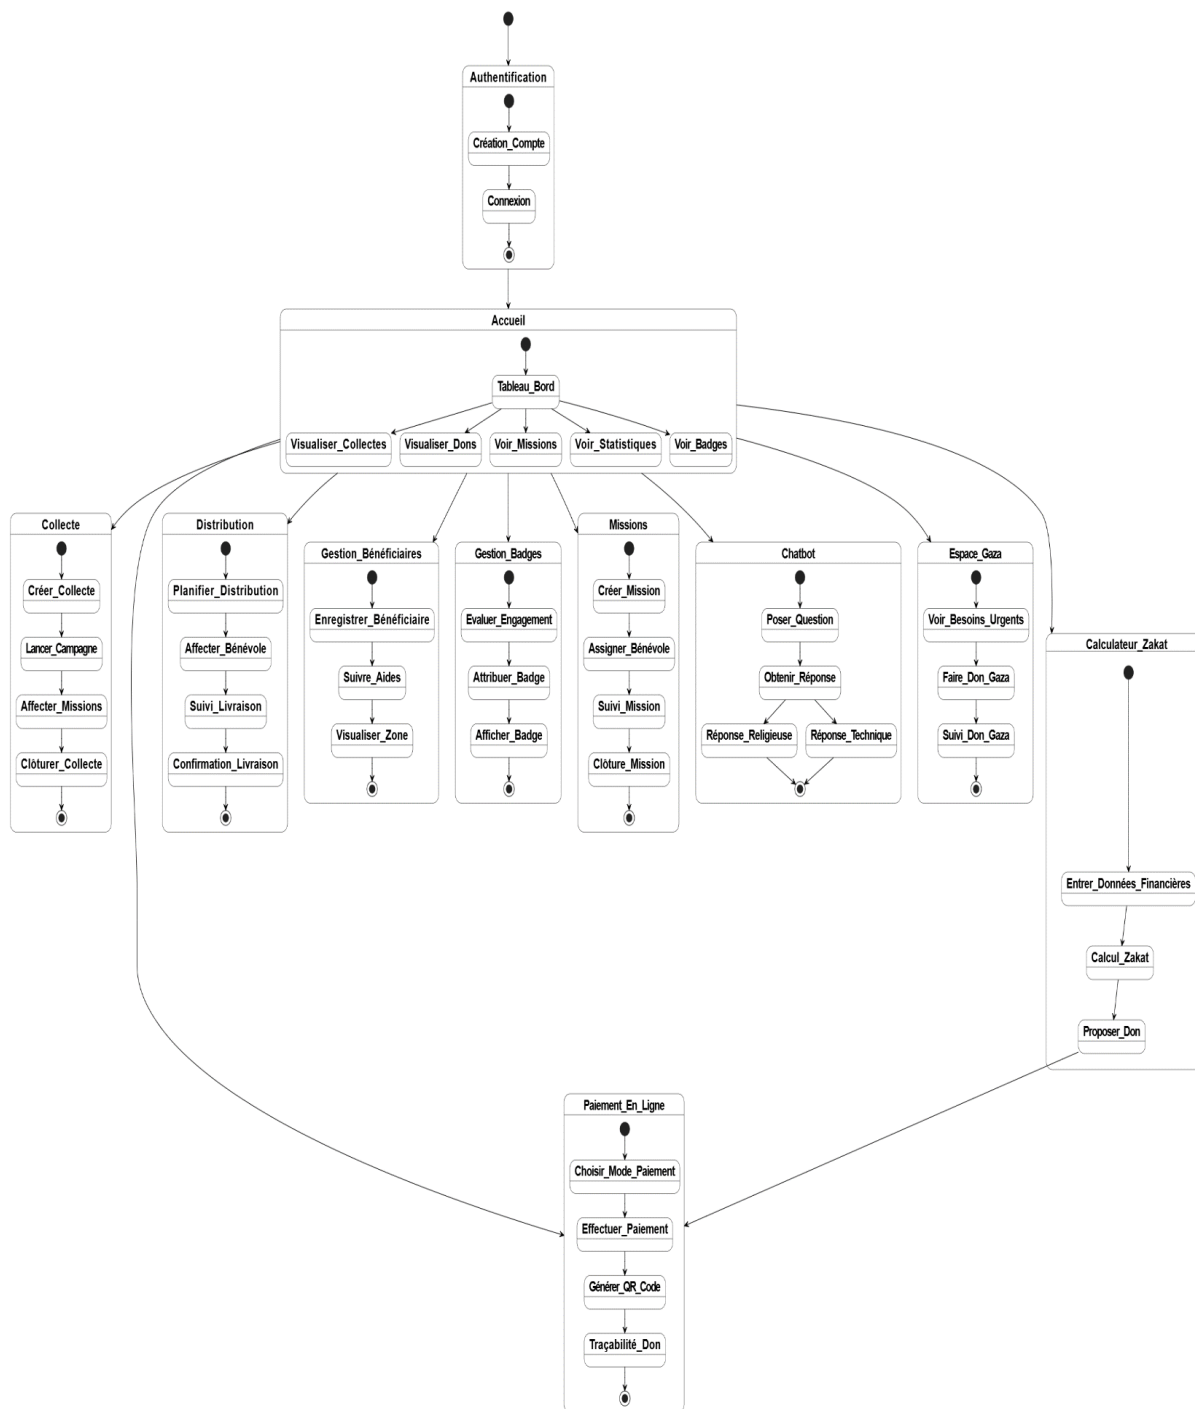 Authentification
Création_Compte
Connexion
Accueil
Tableau_Bord
Visualiser_Collectes
Visualiser_Dons
Voir_Missions
Voir_Statistiques
Voir_Badges
Collecte
Créer_Collecte
Lancer_Campagne
Affecter_Missions
Clôturer_Collecte
Distribution
Planifier_Distribution
Affecter_Bénévole
Suivi_Livraison
Confirmation_Livraison
Gestion_Bénéficiaires
Enregistrer_Bénéficiaire
Suivre_Aides
Visualiser_Zone
Gestion_Badges
Evaluer_Engagement
Attribuer_Badge
Afficher_Badge
Missions
Créer_Mission
Assigner_Bénévole
Suivi_Mission
Clôture_Mission
Chatbot
Poser_Question
Obtenir_Réponse
Réponse_Religieuse
Réponse_Technique
Espace_Gaza
Voir_Besoins_Urgents
Faire_Don_Gaza
Suivi_Don_Gaza
Calculateur_Zakat
Entrer_Données_Financières
Calcul_Zakat
Proposer_Don
Paiement_En_Ligne
Choisir_Mode_Paiement
Effectuer_Paiement
Générer_QR_Code
Traçabilité_Don